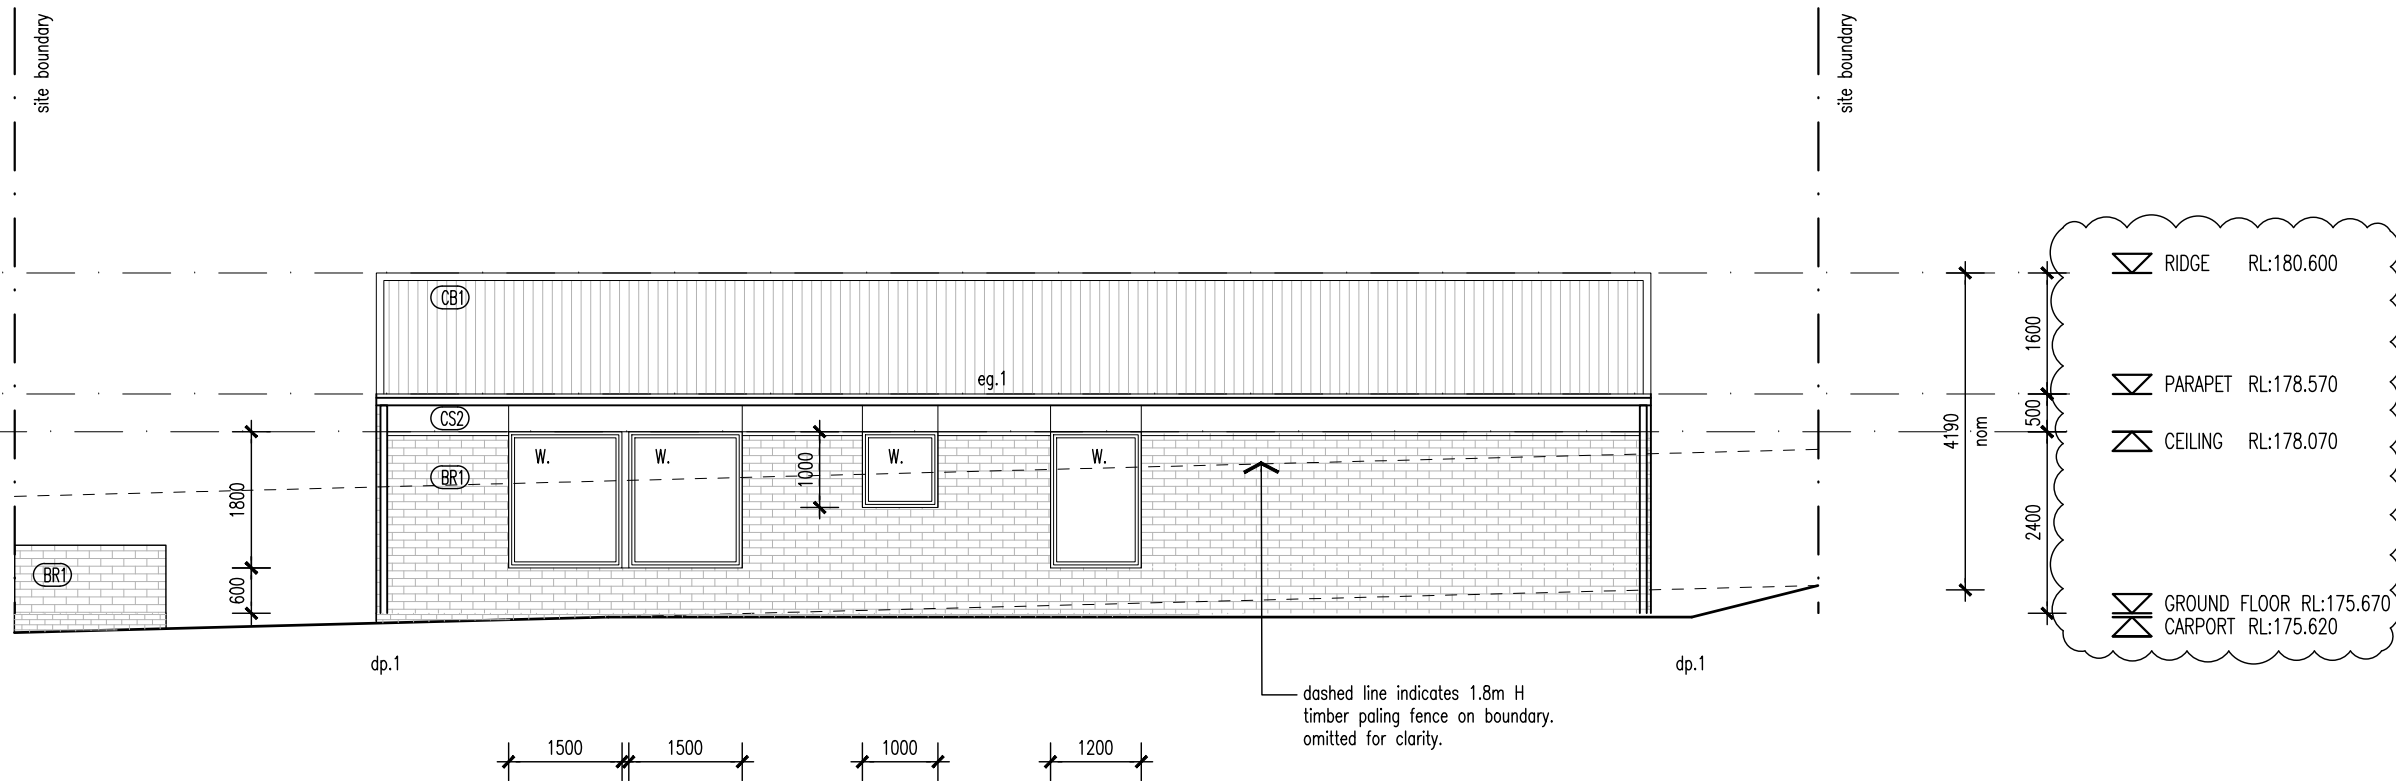 site boundary
site boundary
RIDGE RL:180.600
CB1
1600
eg.1
PARAPET RL:178.570
CS2
500
4190
nom
CEILING RL:178.070
W.
W.
W.
W.
BR1
1000
1800
2400
BR1
600
GROUND FLOOR RL:175.670
CARPORT RL:175.620
dp.1
dp.1
dashed line indicates 1.8m H
timber paling fence on boundary.
omitted for clarity.
1500
1500
1000
1200